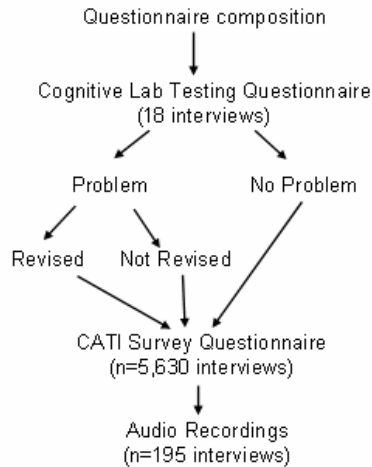 Questionnaire composition
Cognitive Lab Testing Questionnaire
(18 interviews)
Problem
No Problem
Revised
Not Revised
CATI Survey Questionnaire
(n=5,630 interviews)
Audio Recordings
(n=195 interviews)